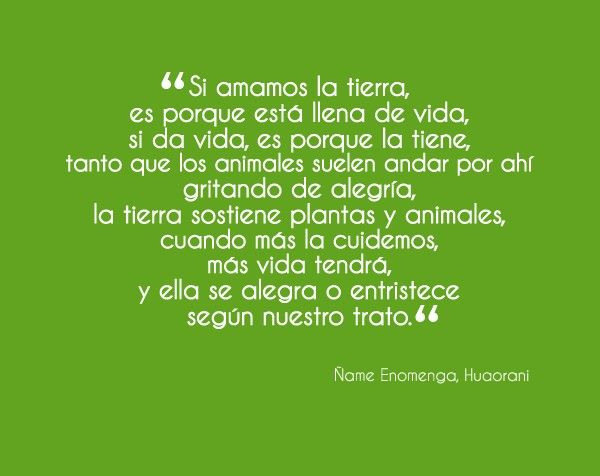 “Si amamos la tierra,
es porque está llena de vida,
si da vida, es porque la tiene,
tanto que los animales suelen andar por ahí
gritando de alegría,
la tierra sostiene plantas y animales,
cuando más la cuidemos,
más vida tendrá,
y ella se alegra o entristece
según nuestro trato.“
Ñame Enomenga, Huaorani